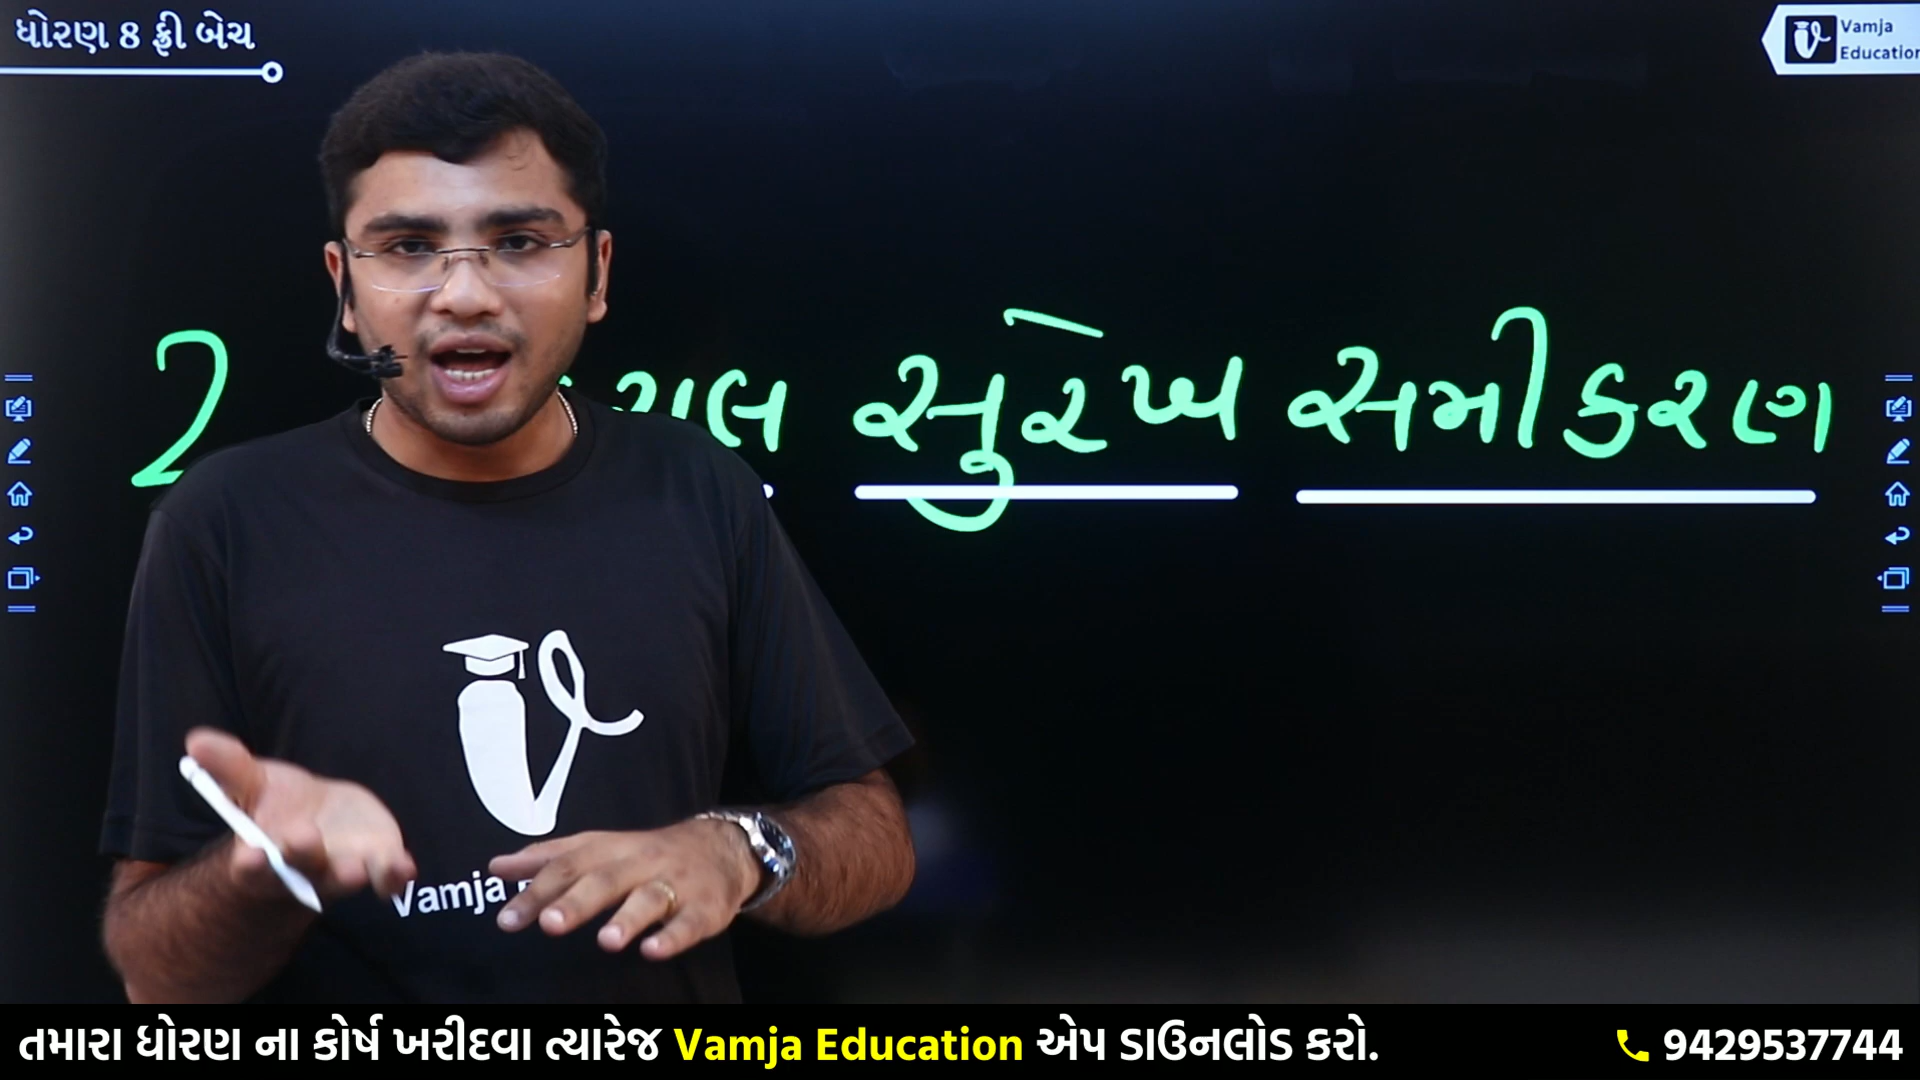 ધોરણ 8 ફ્રી બેચ
Vamja
Education
2
સુરેખ સમીકરણ
Vamja
તમારા ધોરણ ના કોર્ષ ખરીદવા ત્યારેજ Vamja Education એપ ડાઉનલોડ કરો.
9429537744